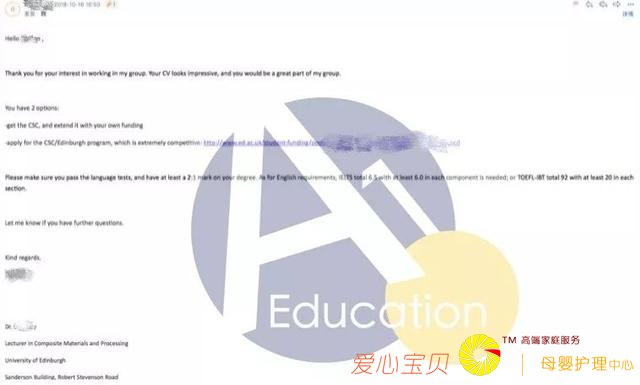 2018-10-16 16:53 1
发至 我
详情
Hello ,
Thank you for your interest in working in my group. Your CV looks impressive, and you would be a great part of my group.
You have 2 options:
-get the CSC, and extend it with your own funding
-apply for the CSC/Edinburgh program, which is extremely competitive: http://www.ed.ac.uk/student-funding/
Please make sure you pass the language tests, and have at least a 2:1 mark on your degree. As for English requirements, IELTS total 6.5 with at least 6.0 in each component is needed; or TOEFL-iBT total 92 with at least 20 in each
section.
Let me know if you have further questions.
Kind regards,
Dr.
Lecturer in Composite Materials and Processing
University of Edinburgh
Sanderson Building, Robert Stevenson Road
A1
Education
爱心宝贝
TM 高端家庭服务
母婴护理中心